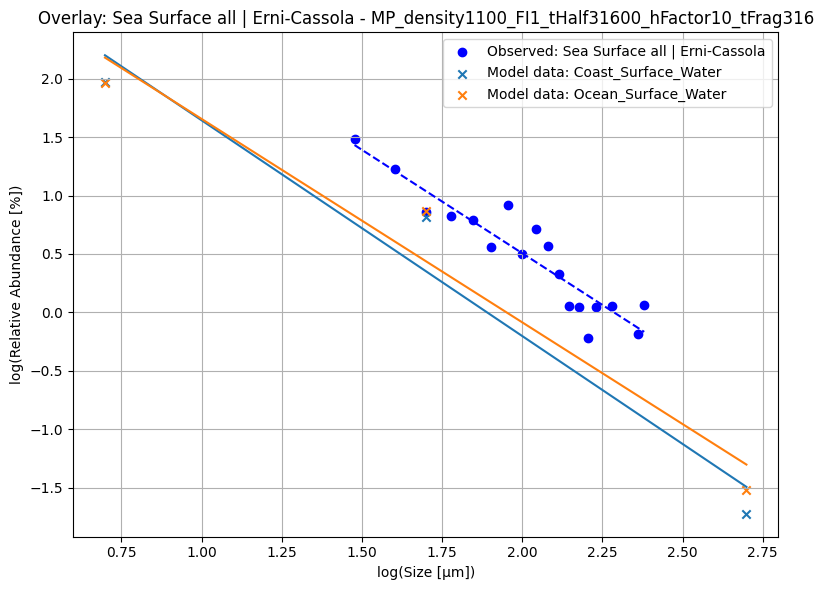 Overlay: Sea Surface all | Erni-Cassola - MP_density1100_FI1_tHalf31600_hFactor10_tFrag316
Observed: Sea Surface all | Erni-Cassola
Model data: Coast_Surface_Water
Model data: Ocean_Surface_Water
log(Relative Abundance [%])
2.0
1.5
1.0
0.5
0.0
−0.5
−1.0
−1.5
0.75
1.00
1.25
1.50
1.75
2.00
2.25
2.50
2.75
log(Size [μm])